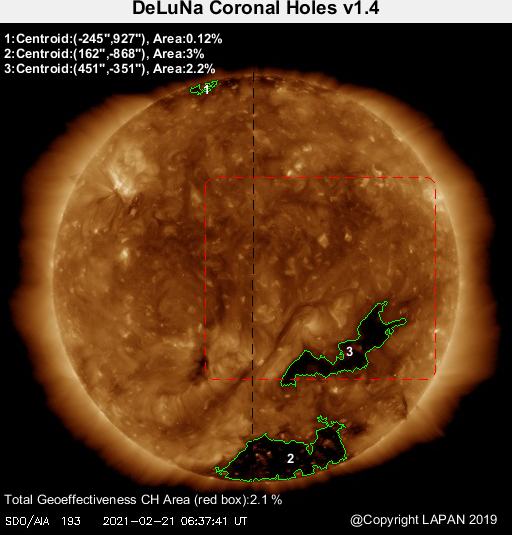 DeLuNa Coronal Holes v1.4
1:Centroid:(-245",927"), Area:0.12%
2:Centroid:(162",-868"), Area:3%
3:Centroid:(451",-351"), Area:2.2%
1
3
2
Total Geoeffectiveness CH Area (red box):2.1 %
SDO/AIA 193 2021-02-21 06:37:41 UT
@Copyright LAPAN 2019